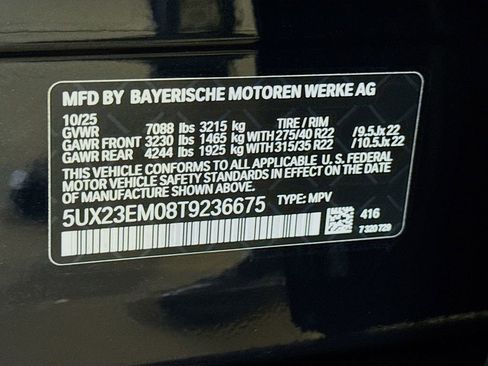 MFD BY BAYERISCHE MOTOREN WERKE AG
10/25 TIRE / RIM
GVWR 7088 lbs 3215 kg
GAWR FRONT 3230 lbs 1465 kg WITH 275/40 R22 /9.5Jx22
GAWR REAR 4244 lbs 1925 kg WITH 315/35 R22 /10.5Jx22
THIS VEHICLE CONFORMS TO ALL APPLICABLE U. S. FEDERAL
MOTOR VEHICLE SAFETY STANDARDS IN EFFECT ON THE DATE
OF MANUFACTURE SHOWN ABOVE.
5UX23EM08T9236675 TYPE: MPV
416
7320729